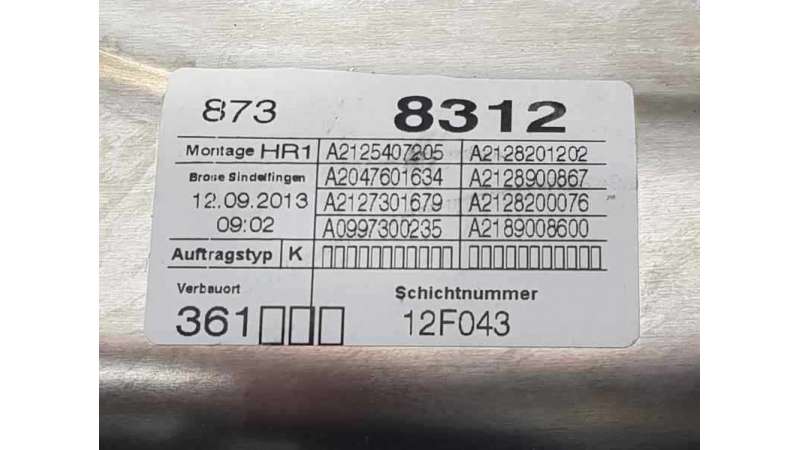 873 8312
Montage HR1 A2125407205 A2128201202
Brose Sindelfingen A2047601634 A2128900867
12.09.2013 A2127301679 A2128200076
09:02 A0997300235 A2189008600
Auftragstyp K
Verbauort Schichtnummer
361 12F043